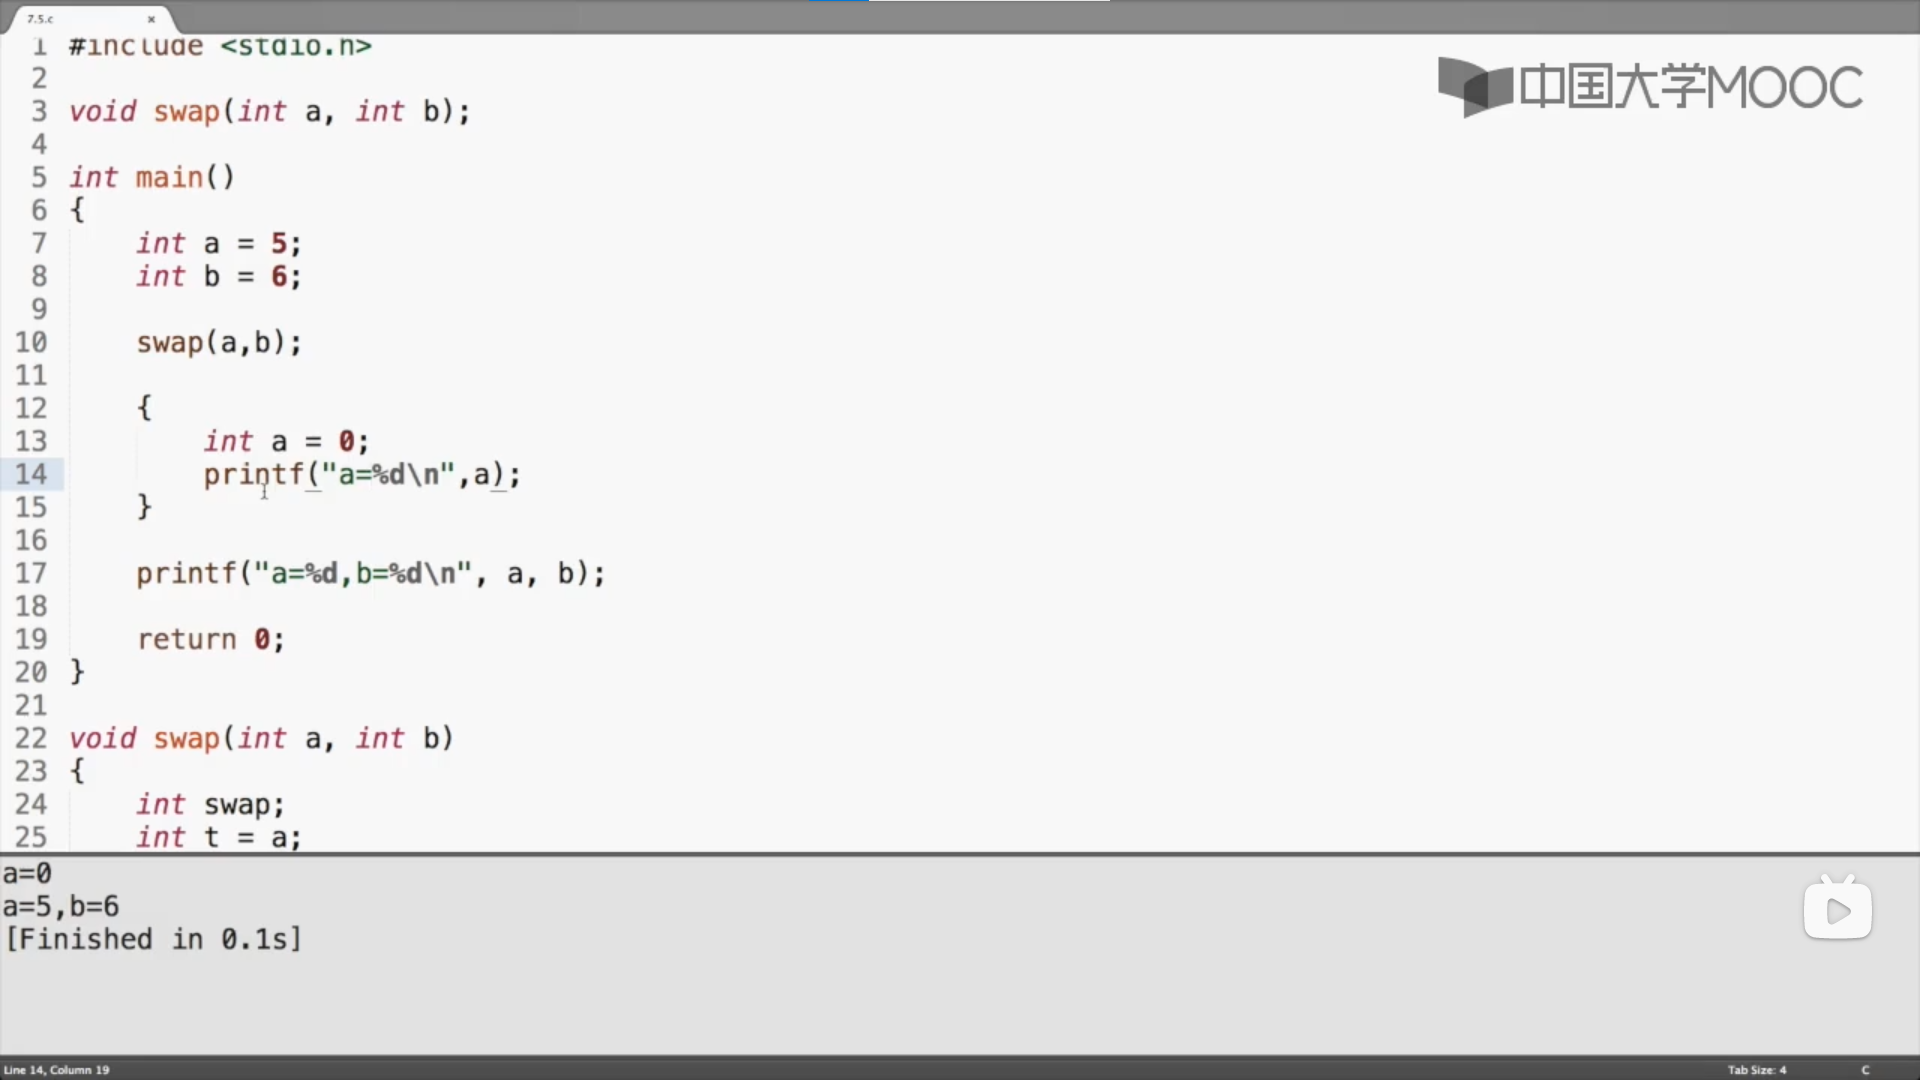 7.5.c ×
1 #include <stdio.h>
2
3 void swap(int a, int b);
4
5 int main()
6 {
7     int a = 5;
8     int b = 6;
9
10     swap(a,b);
11
12     {
13         int a = 0;
14         printf("a=%d\n",a);
15     }
16
17     printf("a=%d,b=%d\n", a, b);
18
19     return 0;
20 }
21
22 void swap(int a, int b)
23 {
24     int swap;
25     int t = a;
中国大学MOOC
a=0
a=5,b=6
[Finished in 0.1s]
Line 14, Column 19
Tab Size: 4
C